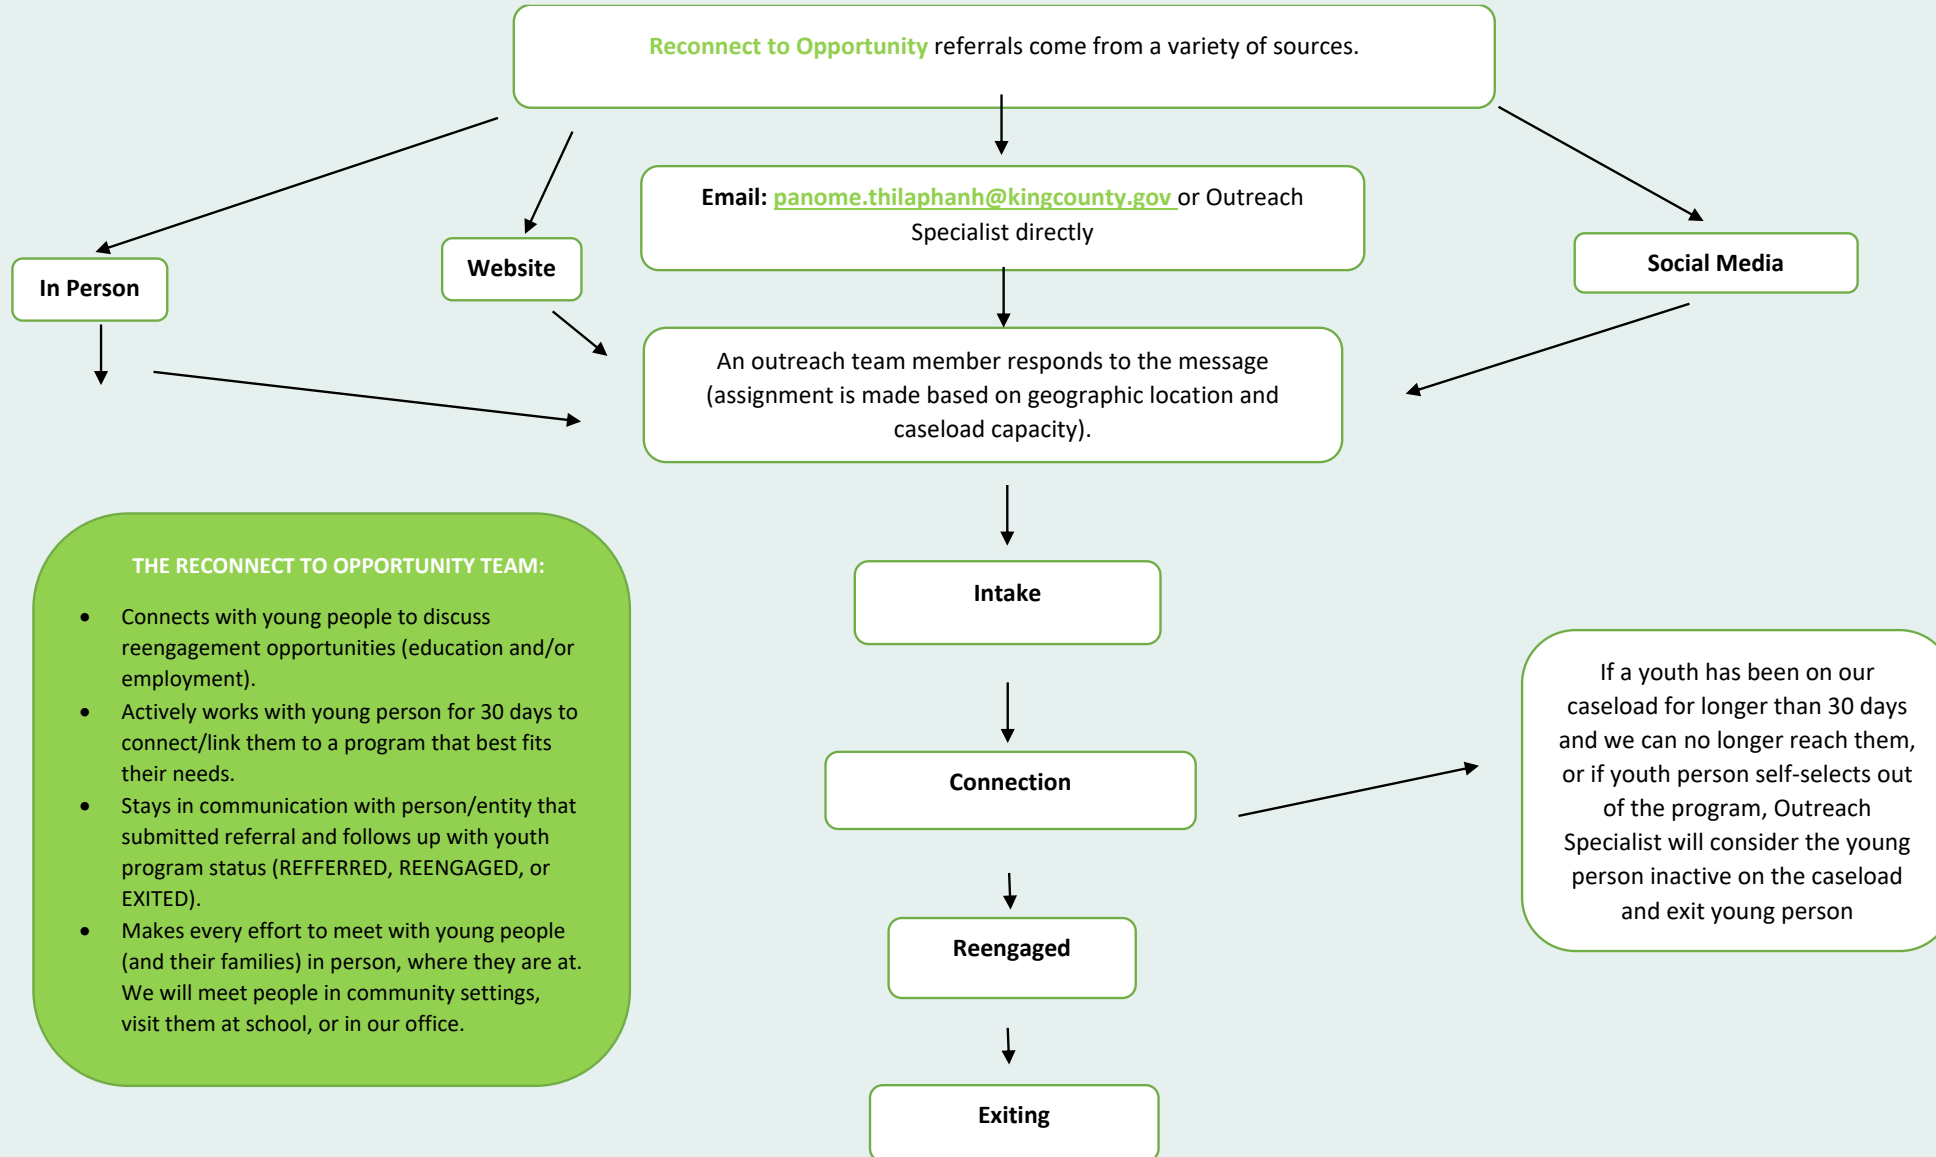 Reconnect to Opportunity referrals come from a variety of sources.
Email: panome.thilaphanh@kingcounty.gov or Outreach
Specialist directly
In Person
Website
Social Media
An outreach team member responds to the message
(assignment is made based on geographic location and
caseload capacity).
THE RECONNECT TO OPPORTUNITY TEAM:
• Connects with young people to discuss
reengagement opportunities (education and/or
employment).
• Actively works with young person for 30 days to
connect/link them to a program that best fits
their needs.
• Stays in communication with person/entity that
submitted referral and follows up with youth
program status (REFFERRED, REENGAGED, or
EXITED).
• Makes every effort to meet with young people
(and their families) in person, where they are at.
We will meet people in community settings,
visit them at school, or in our office.
Intake
Connection
If a youth has been on our
caseload for longer than 30 days
and we can no longer reach them,
or if youth person self-selects out
of the program, Outreach
Specialist will consider the young
person inactive on the caseload
and exit young person
Reengaged
Exiting